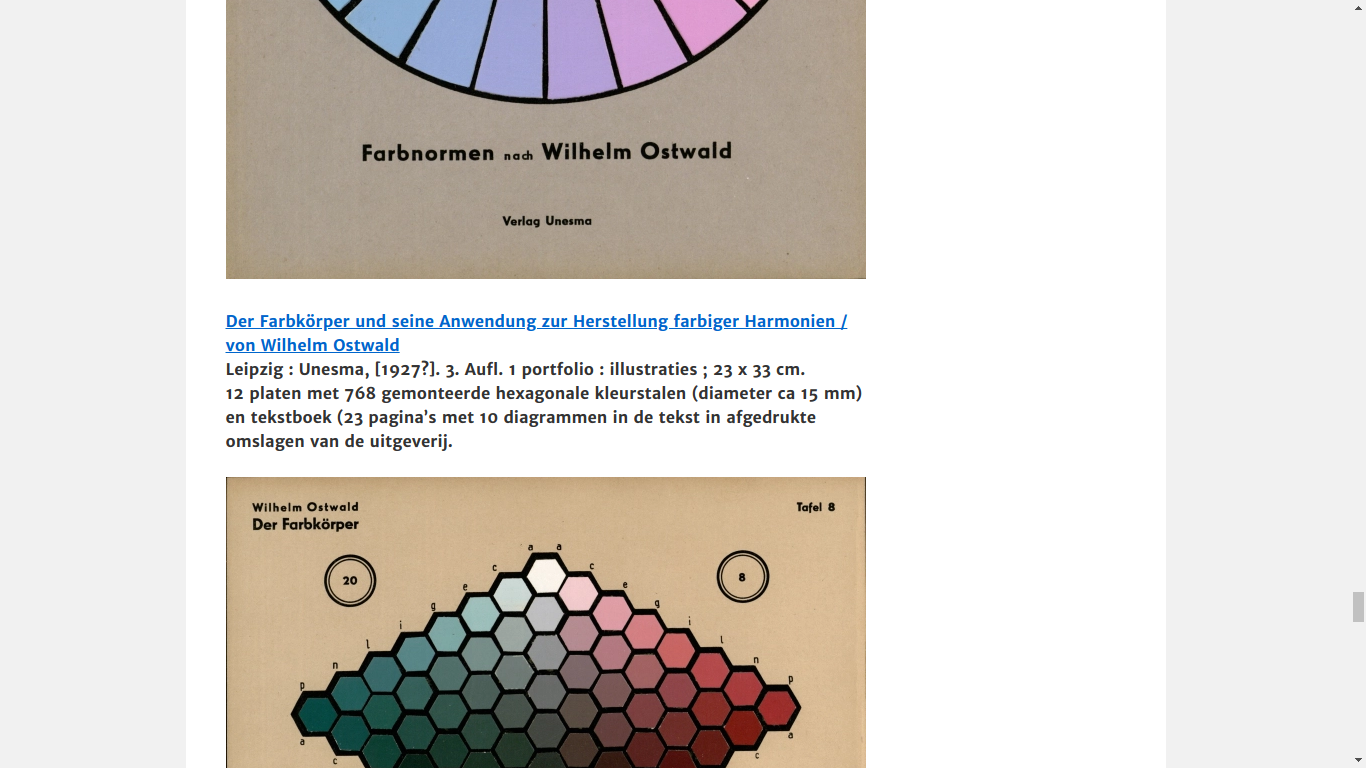 Farbnormen nach Wilhelm Ostwald
Verlag Unesma
Der Farbkörper und seine Anwendung zur Herstellung farbiger Harmonien /
von Wilhelm Ostwald
Leipzig : Unesma, [1927?]. 3. Aufl. 1 portfolio : illustraties ; 23 x 33 cm.
12 platen met 768 gemonteerde hexagonale kleurstalen (diameter ca 15 mm)
en tekstboek (23 pagina’s met 10 diagrammen in de tekst in afgedrukte
omslagen van de uitgeverij.
Wilhelm Ostwald
Der Farbkörper
Tafel 8
20
8
a a
c c
e e
g g
i i
l l
n n
p p
a a
c c